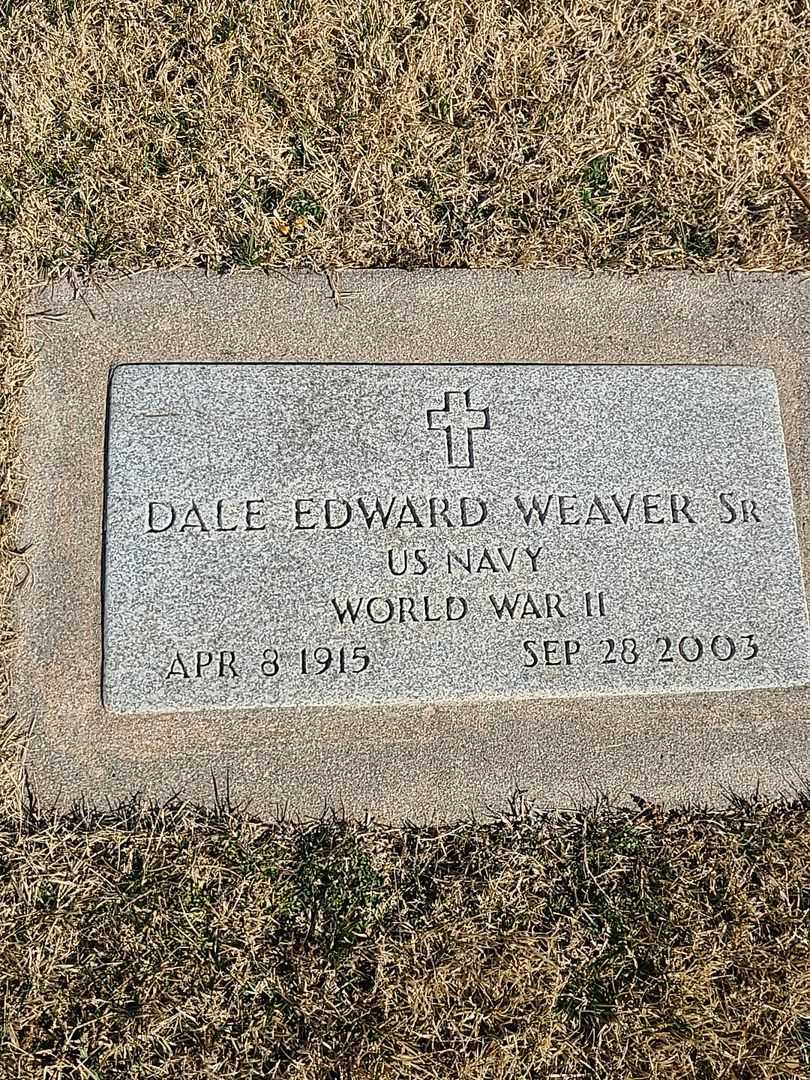 DALE EDWARD WEAVER SR
US NAVY
WORLD WAR II
APR 8 1915 SEP 28 2003